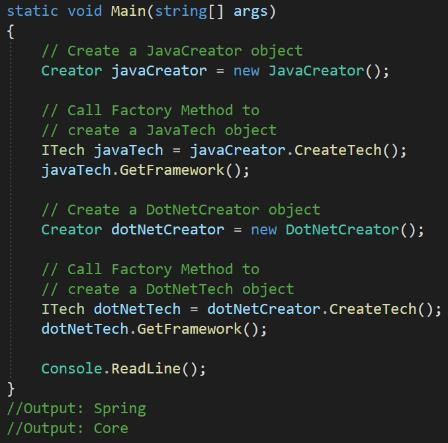 static void Main(string[] args)
{
// Create a JavaCreator object
Creator javaCreator = new JavaCreator();
// Call Factory Method to
// create a JavaTech object
ITech javaTech = javaCreator.CreateTech();
javaTech.GetFramework();
// Create a DotNetCreator object
Creator dotNetCreator = new DotNetCreator();
// Call Factory Method to
// create a DotNetTech object
ITech dotNetTech = dotNetCreator.CreateTech();
dotNetTech.GetFramework();
Console.ReadLine();
}
//Output: Spring
//Output: Core